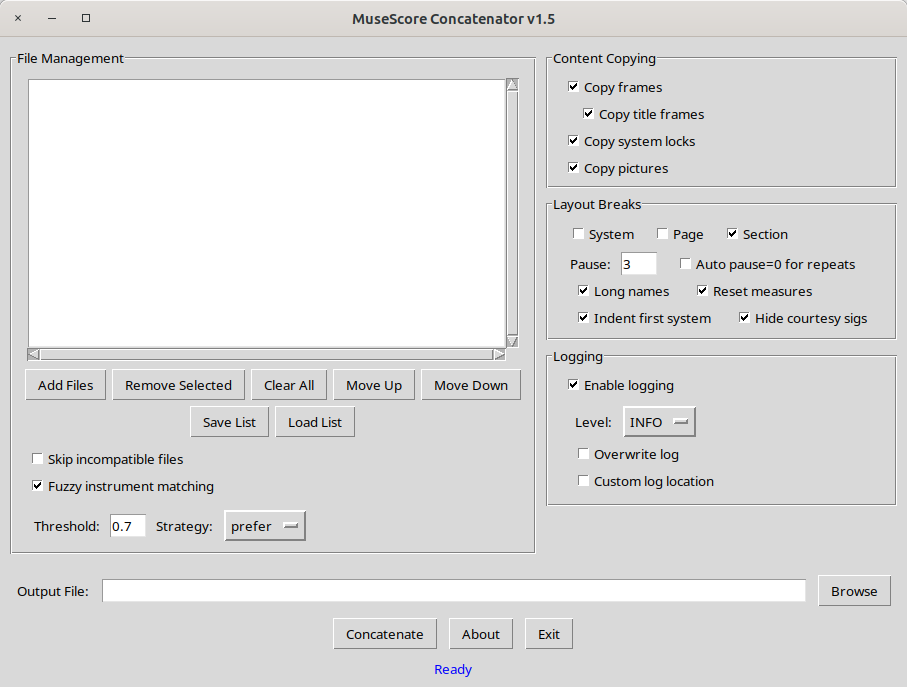 MuseScore Concatenator v1.5
File Management
Add Files Remove Selected Clear All Move Up Move Down
Save List Load List
Skip incompatible files
Fuzzy instrument matching
Threshold: 0.7 Strategy: prefer
Content Copying
Copy frames
Copy title frames
Copy system locks
Copy pictures
Layout Breaks
System Page Section
Pause: 3 Auto pause=0 for repeats
Long names Reset measures
Indent first system Hide courtesy sigs
Logging
Enable logging
Level: INFO
Overwrite log
Custom log location
Output File: Browse
Concatenate About Exit
Ready